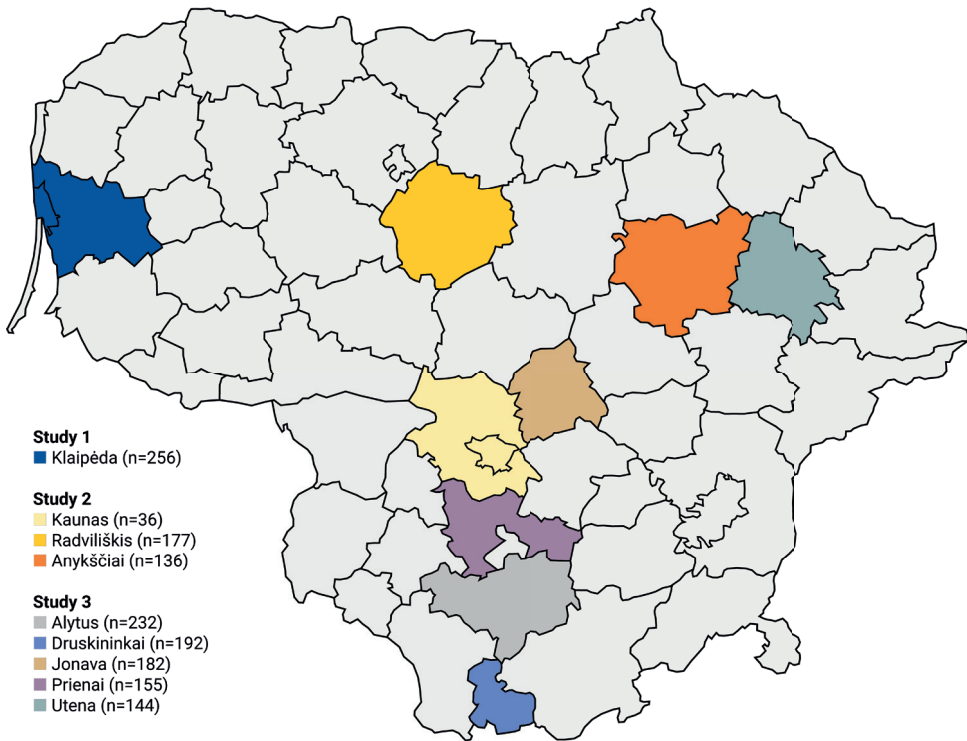 Study 1
Klaipėda (n=256)
Study 2
Kaunas (n=36)
Radviliškis (n=177)
Anykščiai (n=136)
Study 3
Alytus (n=232)
Druskininkai (n=192)
Jonava (n=182)
Prienai (n=155)
Utena (n=144)